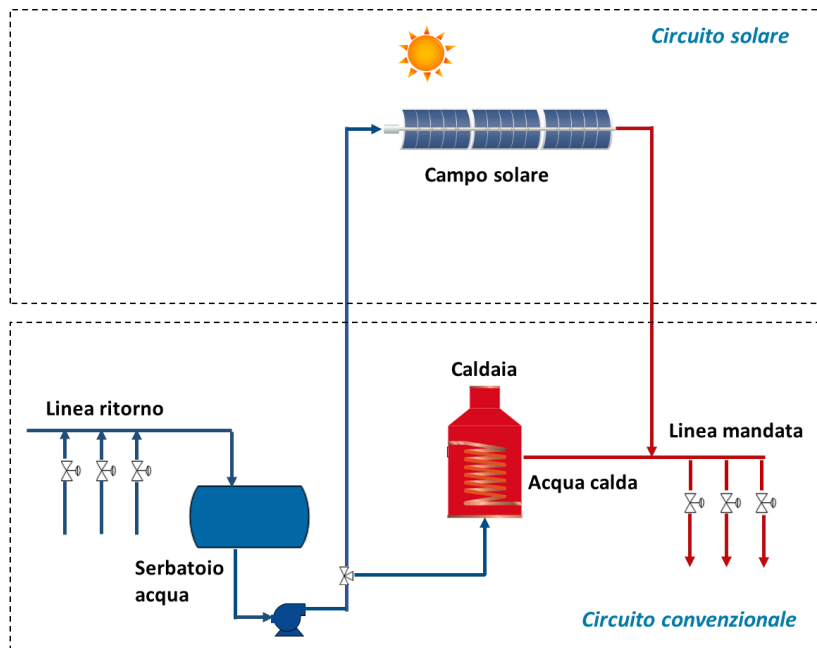 Circuito solare
Campo solare
Caldaia
Linea ritorno
Linea mandata
Acqua calda
Serbatoio
acqua
Circuito convenzionale